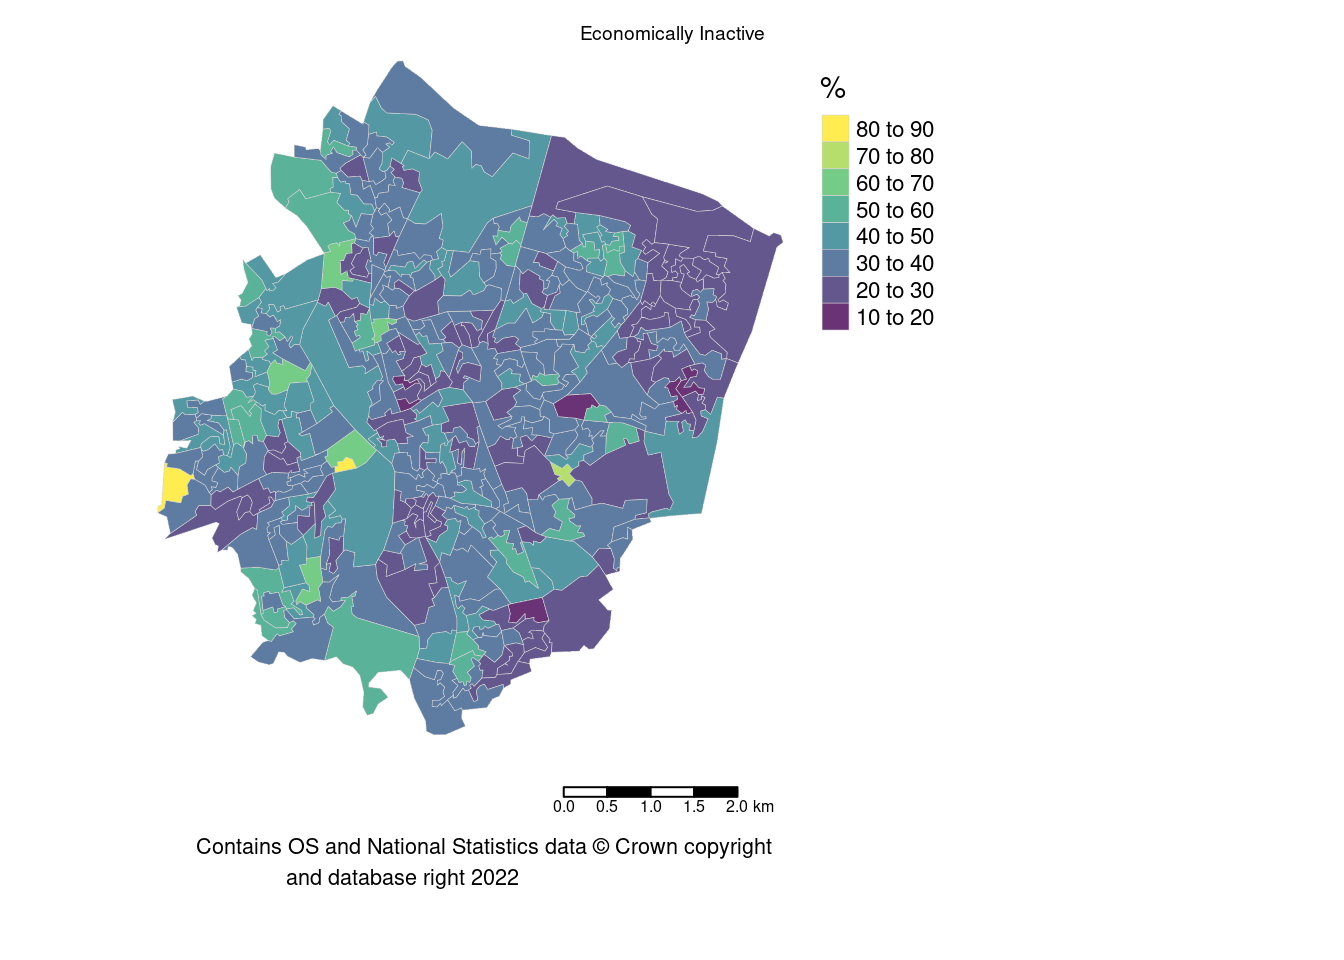 Economically Inactive
%
80 to 90
70 to 80
60 to 70
50 to 60
40 to 50
30 to 40
20 to 30
10 to 20
0.0 0.5 1.0 1.5 2.0 km
Contains OS and National Statistics data © Crown copyright
and database right 2022